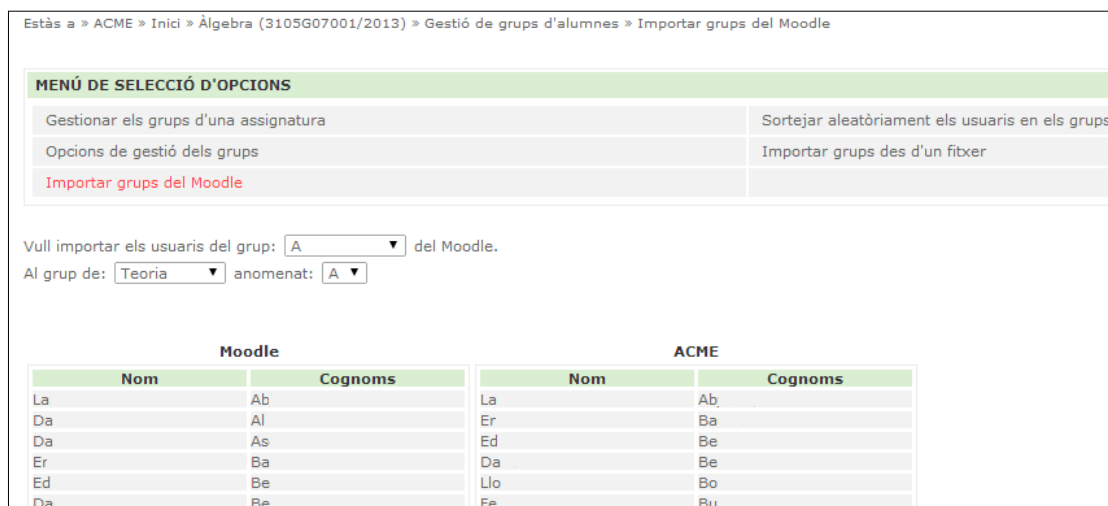 Estàs a » ACME » Inici » Àlgebra (3105G07001/2013) » Gestió de grups d'alumnes » Importar grups del Moodle
MENÚ DE SELECCIÓ D'OPCIONS
Gestionar els grups d'una assignatura Sortejar aleatòriament els usuaris en els grups
Opcions de gestió dels grups Importar grups des d'un fitxer
Importar grups del Moodle
Vull importar els usuaris del grup: A del Moodle.
Al grup de: Teoria anomenat: A
Moodle ACME
Nom Cognoms Nom Cognoms
La Ab La Ab
Da Al Er Ba
Da As Ed Be
Er Ba Da Be
Ed Be Llo Bo
Da Be Fe Bu